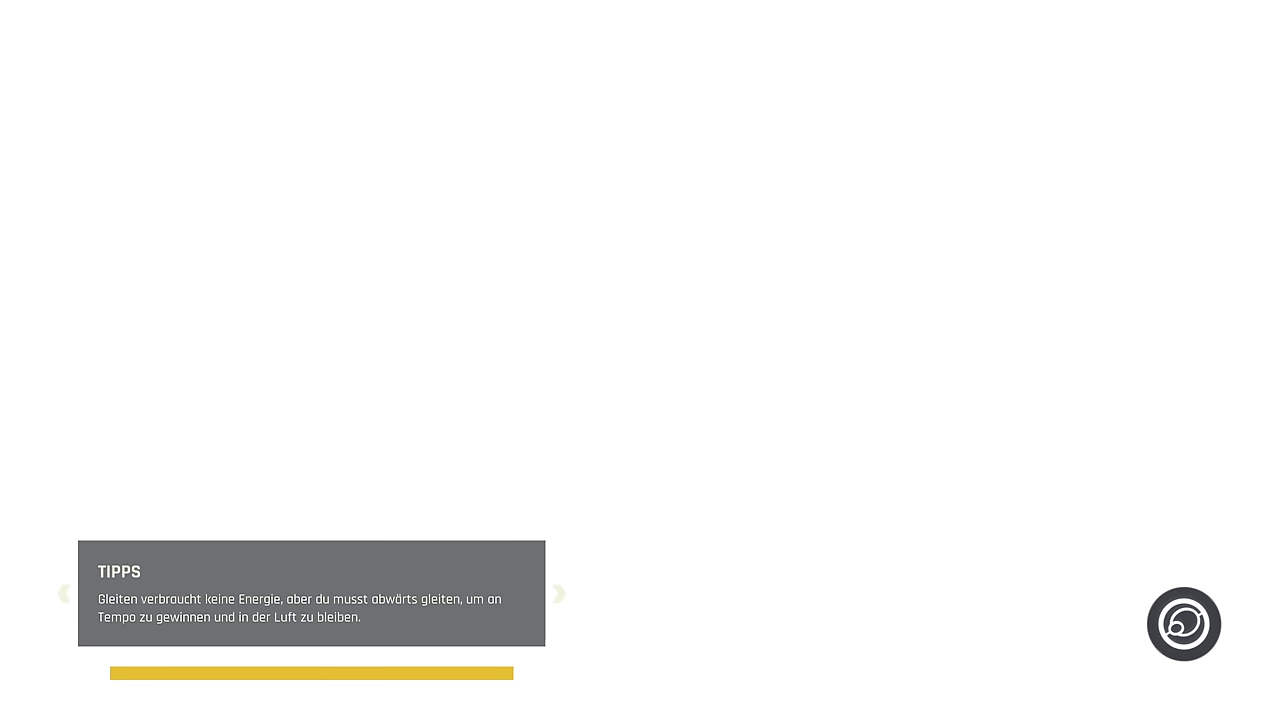 TIPPS
Gleiten verbraucht keine Energie, aber du musst abwärts gleiten, um an
Tempo zu gewinnen und in der Luft zu bleiben.